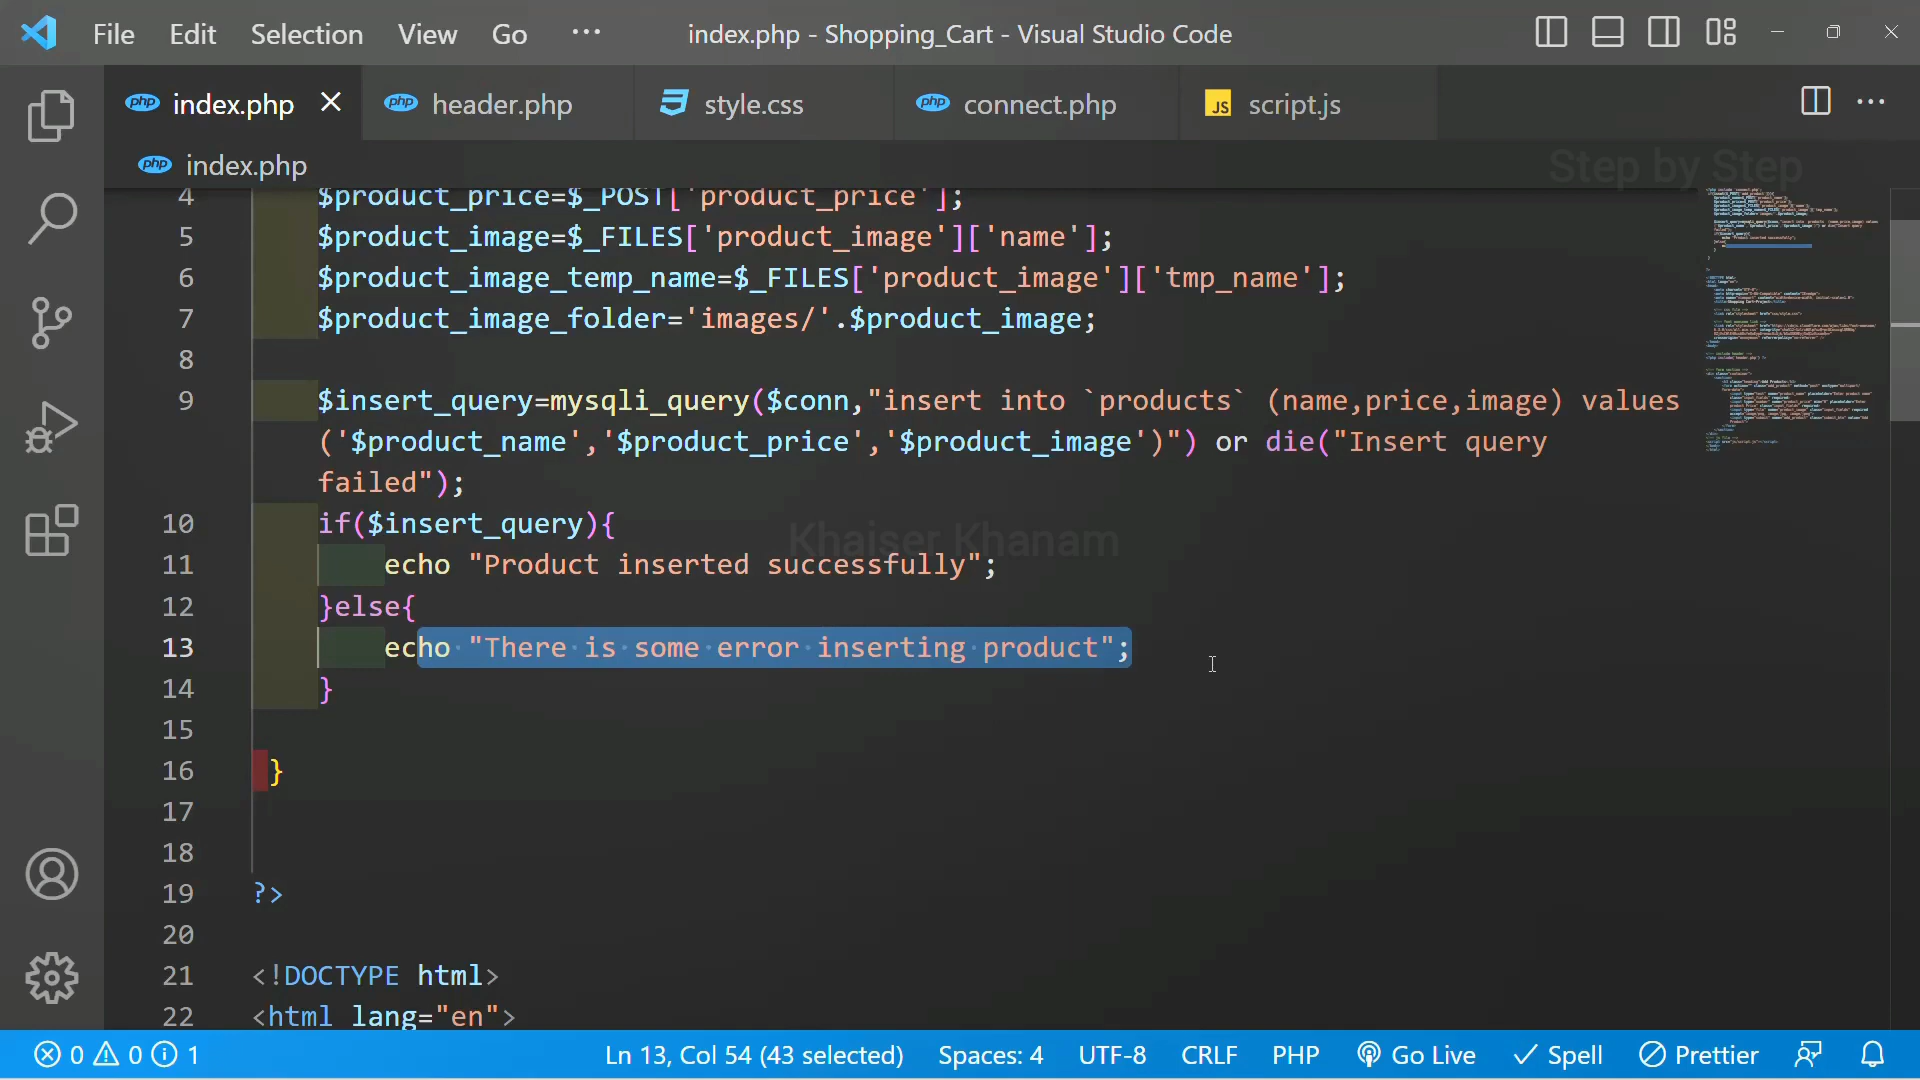 File Edit Selection View Go ··· index.php - Shopping_Cart - Visual Studio Code
php index.php php header.php style.css php connect.php JS script.js
php index.php
Step by Step
4 $product_price=$_POST['product_price'];
5 $product_image=$_FILES['product_image']['name'];
6 $product_image_temp_name=$_FILES['product_image']['tmp_name'];
7 $product_image_folder='images/'.$product_image;
8
9 $insert_query=mysqli_query($conn,"insert into `products` (name,price,image) values
('$product_name','$product_price','$product_image')") or die("Insert query
failed");
10 if($insert_query){
Khaiser Khanam
11 echo "Product inserted successfully";
12 }else{
13 echo "There is some error inserting product";
14 }
15
16 }
17
18
19 ?>
20
21 <!DOCTYPE html>
22 <html lang="en">
0 0 1 Ln 13, Col 54 (43 selected) Spaces: 4 UTF-8 CRLF PHP Go Live Spell Prettier